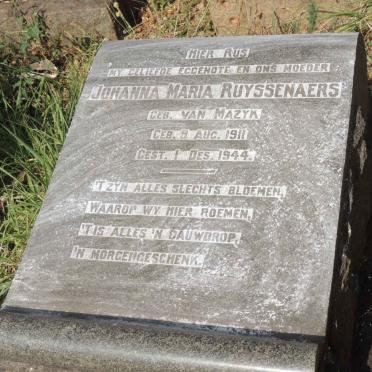 HIER RUS
MY GELIEFDE EGGENOTE EN ONS MOEDER
JOHANNA MARIA RUYSSENAERS
GEB. VAN MAZYK
GEB. 9 AUG. 1911
GEST. 1 DES. 1944.
'TZYN ALLES SLECHTS BLOEMEN,
WAAROP WY HIER ROEMEN,
'TIS ALLES 'N DAUWDROP,
'N MORGENGESCHENK.